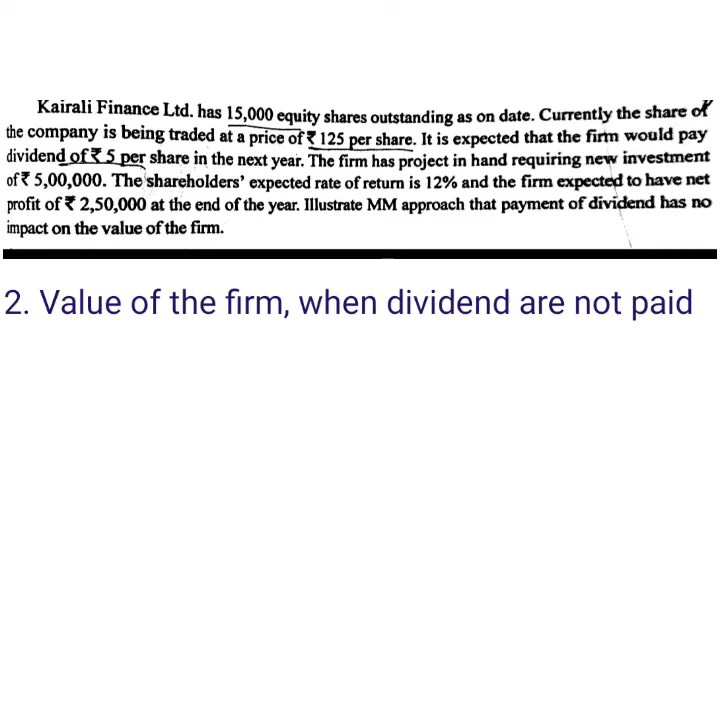 Kairali Finance Ltd. has 15,000 equity shares outstanding as on date. Currently the share of
the company is being traded at a price of ₹ 125 per share. It is expected that the firm would pay
dividend of ₹ 5 per share in the next year. The firm has project in hand requiring new investment
of ₹ 5,00,000. The shareholders' expected rate of return is 12% and the firm expected to have net
profit of ₹ 2,50,000 at the end of the year. Illustrate MM approach that payment of dividend has no
impact on the value of the firm.
2. Value of the firm, when dividend are not paid